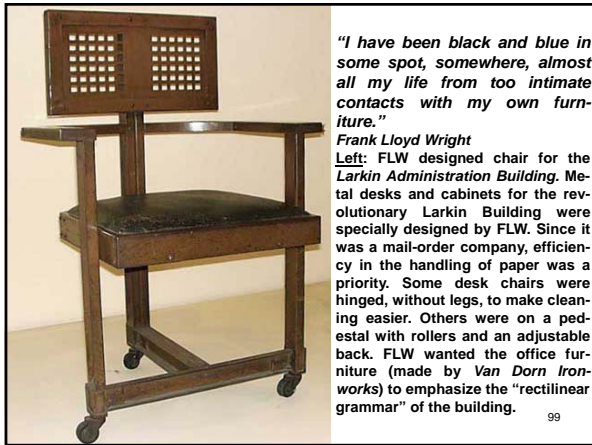 “I have been black and blue in
some spot, somewhere, almost
all my life from too intimate
contacts with my own furn-
iture.”
Frank Lloyd Wright
Left: FLW designed chair for the
Larkin Administration Building. Me-
tal desks and cabinets for the rev-
olutionary Larkin Building were
specially designed by FLW. Since it
was a mail-order company, efficien-
cy in the handling of paper was a
priority. Some desk chairs were
hinged, without legs, to make clean-
ing easier. Others were on a ped-
estal with rollers and an adjustable
back. FLW wanted the office fur-
niture (made by Van Dorn Iron-
works) to emphasize the “rectilinear
grammar” of the building.
99